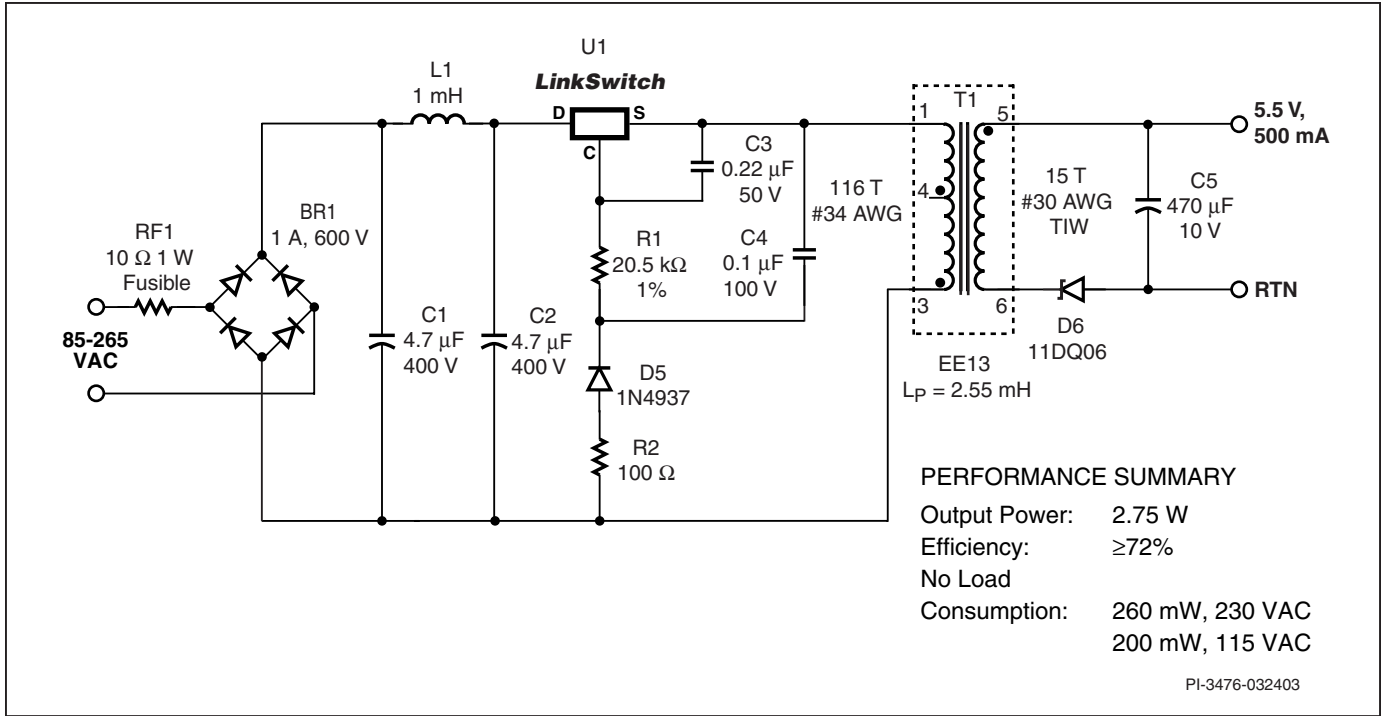 U1
LinkSwitch
L1
1 mH
D
S
C
C3
0.22 µF
50 V
T1
1
5
5.5 V,
500 mA
116 T
#34 AWG
4
15 T
#30 AWG
TIW
C5
470 µF
10 V
RF1
10 Ω 1 W
Fusible
BR1
1 A, 600 V
R1
20.5 kΩ
1%
C4
0.1 µF
100 V
85-265
VAC
C1
4.7 µF
400 V
C2
4.7 µF
400 V
3
6
RTN
D6
11DQ06
D5
1N4937
EE13
LP = 2.55 mH
R2
100 Ω
PERFORMANCE SUMMARY
Output Power: 2.75 W
Efficiency: ≥72%
No Load
Consumption: 260 mW, 230 VAC
200 mW, 115 VAC
PI-3476-032403